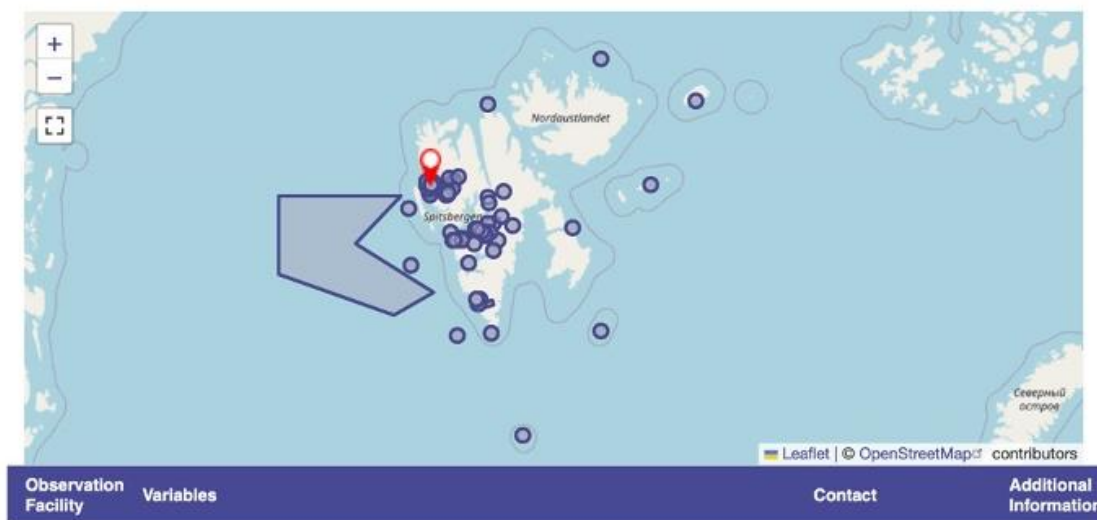 +
−
Nordaustlandet
Spitsbergen
Северный
остров
Leaflet | © OpenStreetMap contributors
Observation
Facility
Variables
Contact
Additional
Information